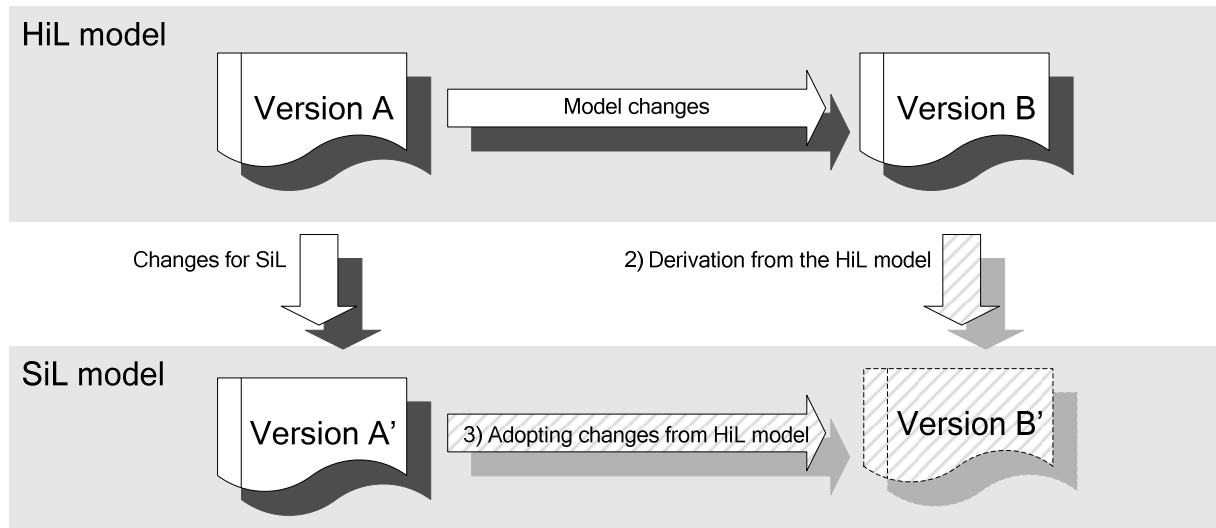 HiL model
Version A
Model changes
Version B
Changes for SiL
2) Derivation from the HiL model
SiL model
Version A’
3) Adopting changes from HiL model
Version B’